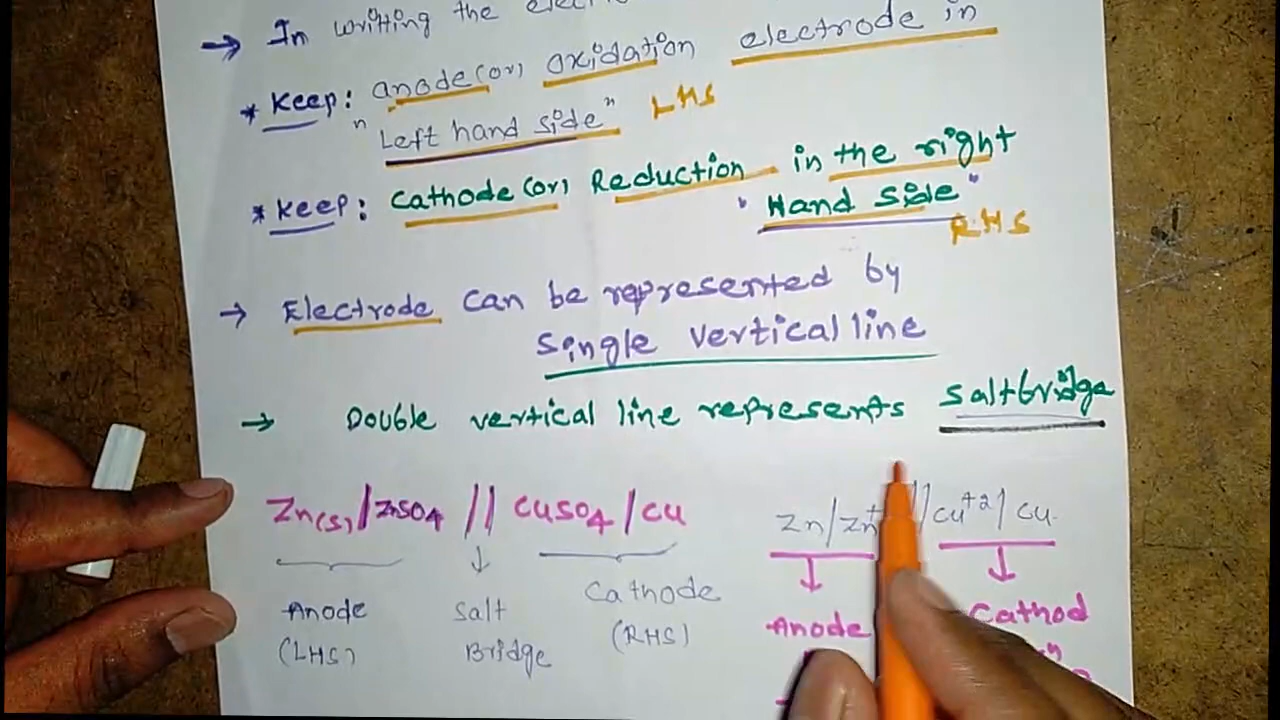 → In writting the
* Keep: anode (or) oxidation electrode in
"Left hand side" LHS
* Keep: Cathode (or) Reduction in the right
"Hand Side"
RHS
→ Electrode can be represented by
Single vertical line
→ Double vertical line represents Saltbridge
Zn(s)/ZnSO4 // CuSO4/Cu
Zn/Zn+ // Cu+2/Cu
Anode
(LHS)
Salt
Bridge
Cathode
(RHS)
Anode
Cathod